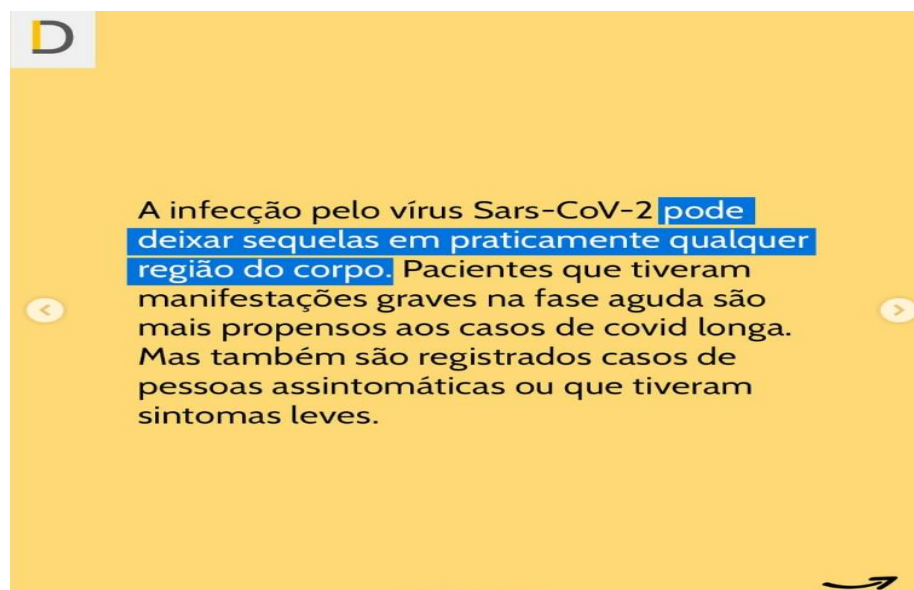 D
A infecção pelo vírus Sars-CoV-2 pode
deixar sequelas em praticamente qualquer
região do corpo. Pacientes que tiveram
manifestações graves na fase aguda são
mais propensos aos casos de covid longa.
Mas também são registrados casos de
pessoas assintomáticas ou que tiveram
sintomas leves.